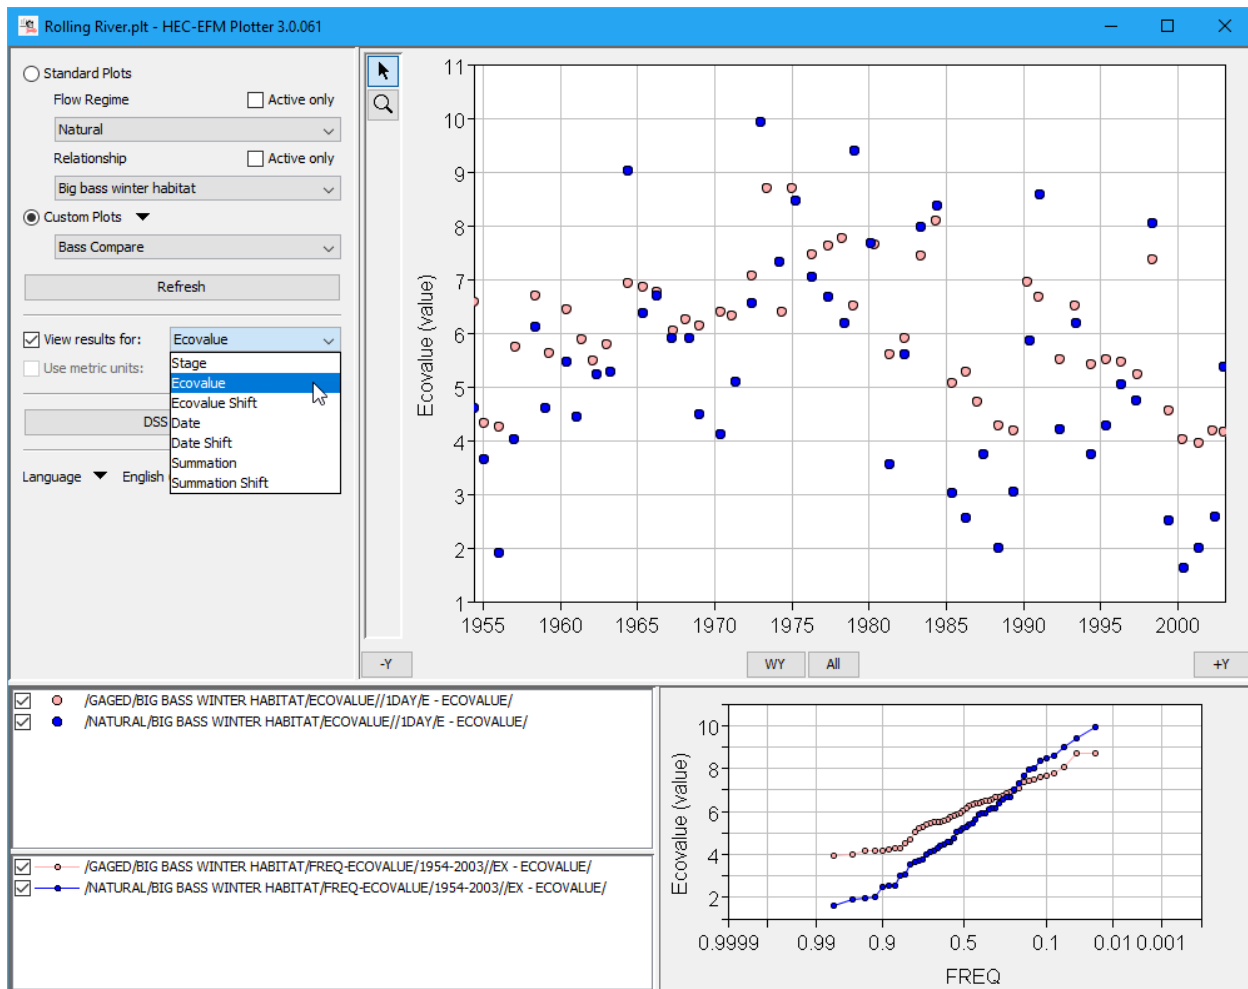 Rolling River.plt - HEC-EFM Plotter 3.0.061
Standard Plots
Flow Regime
Active only
Natural
Relationship
Active only
Big bass winter habitat
Custom Plots
Bass Compare
Refresh
View results for:
Ecovalue
Use metric units:
Stage
Ecovalue
Ecovalue Shift
Date
Date Shift
Summation
Summation Shift
DSS
Language
English
Ecovalue (value)
11
10
9
8
7
6
5
4
3
2
1
1955 1960 1965 1970 1975 1980 1985 1990 1995 2000
-Y
WY
All
+Y
/GAGED/BIG BASS WINTER HABITAT/ECOVALUE//1DAY/E - ECOVALUE/
/NATURAL/BIG BASS WINTER HABITAT/ECOVALUE//1DAY/E - ECOVALUE/
/GAGED/BIG BASS WINTER HABITAT/FREQ-ECOVALUE/1954-2003//EX - ECOVALUE/
/NATURAL/BIG BASS WINTER HABITAT/FREQ-ECOVALUE/1954-2003//EX - ECOVALUE/
Ecovalue (value)
10
8
6
4
2
0.9999 0.99 0.9 0.5 0.1 0.01 0.001
FREQ